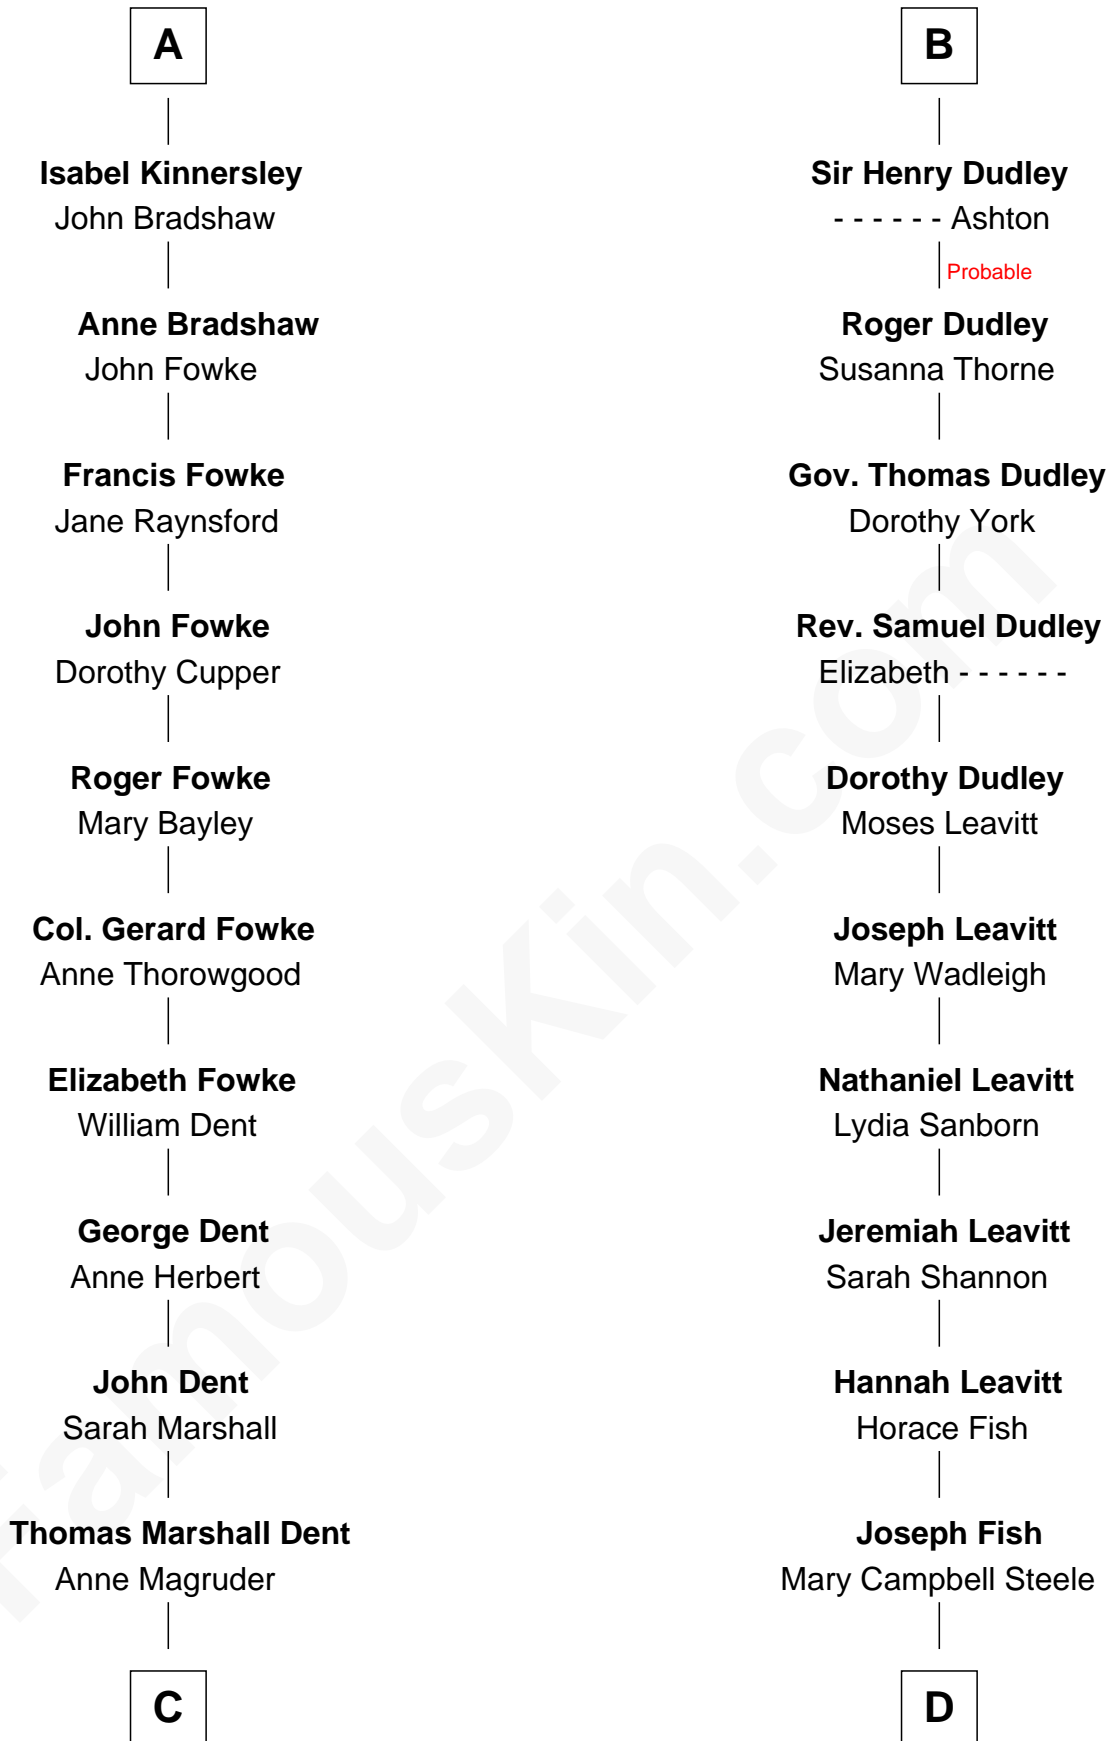 A
Isabel Kinnersley
John Bradshaw
Anne Bradshaw
John Fowke
Francis Fowke
Jane Raynsford
John Fowke
Dorothy Cupper
Roger Fowke
Mary Bayley
Col. Gerard Fowke
Anne Thorowgood
Elizabeth Fowke
William Dent
George Dent
Anne Herbert
John Dent
Sarah Marshall
Thomas Marshall Dent
Anne Magruder
C
B
Sir Henry Dudley
- - - - - - Ashton
Probable
Roger Dudley
Susanna Thorne
Gov. Thomas Dudley
Dorothy York
Rev. Samuel Dudley
Elizabeth - - - - - -
Dorothy Dudley
Moses Leavitt
Joseph Leavitt
Mary Wadleigh
Nathaniel Leavitt
Lydia Sanborn
Jeremiah Leavitt
Sarah Shannon
Hannah Leavitt
Horace Fish
Joseph Fish
Mary Campbell Steele
D
FamousKin.com